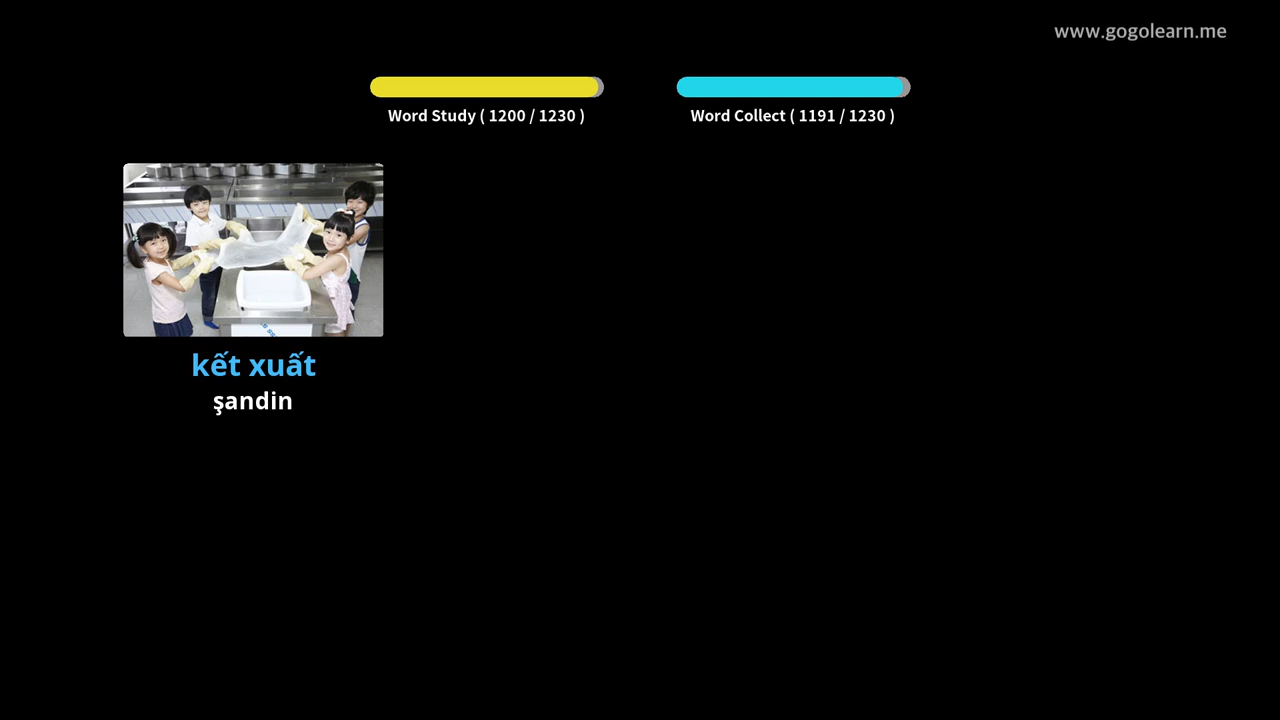 www.gogolearn.me
Word Study ( 1200 / 1230 )
Word Collect ( 1191 / 1230 )
kết xuất
şandin